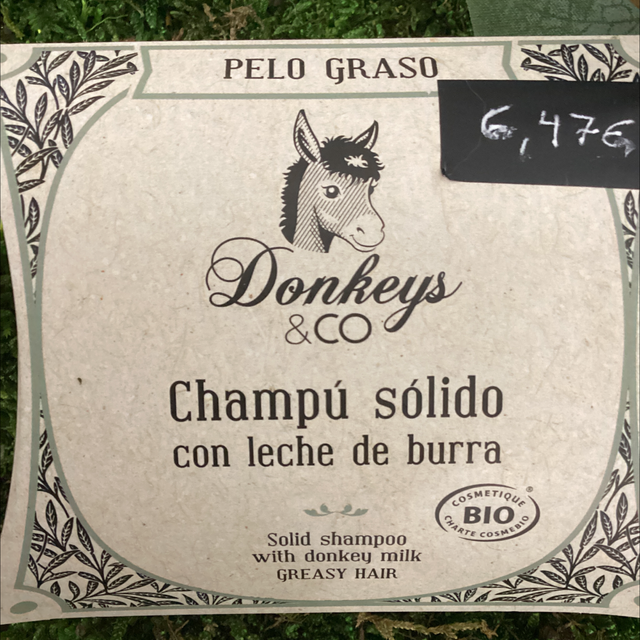 PELO GRASO
6,47€
Donkeys
&CO
Champú sólido
con leche de burra
COSMETIQUE
BIO
CHARTE COSMEBIO
®
Solid shampoo
with donkey milk
GREASY HAIR